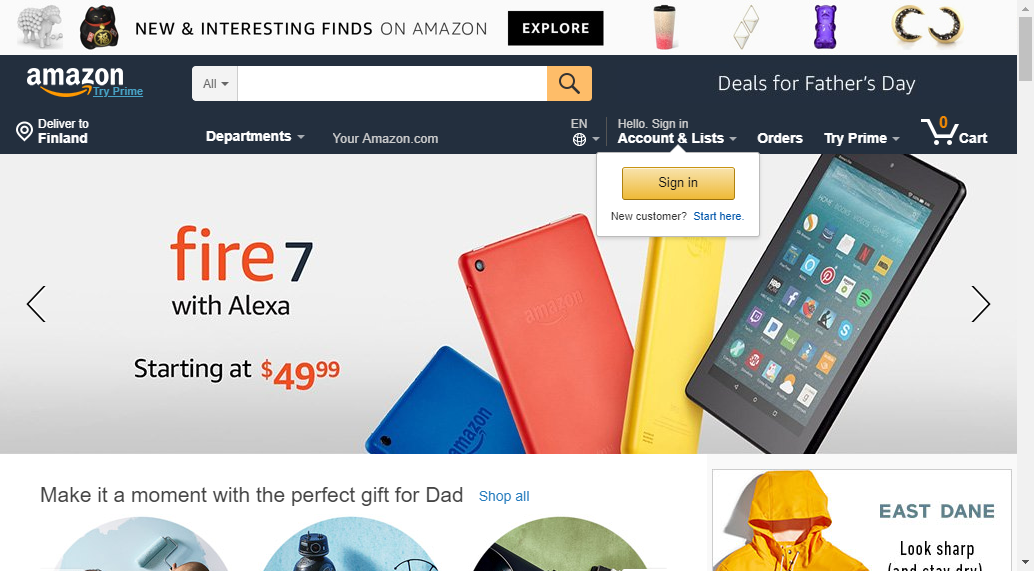 NEW & INTERESTING FINDS ON AMAZON EXPLORE
amazon
Try Prime
All
Deals for Father's Day
Deliver to
Finland
Departments
Your Amazon.com
EN
Hello. Sign in
Account & Lists
Orders
Try Prime
0
Cart
Sign in
New customer? Start here.
fire 7
with Alexa
Starting at $49.99
amazon
amazon
Make it a moment with the perfect gift for Dad Shop all
EAST DANE
Look sharp
(and stay dry)